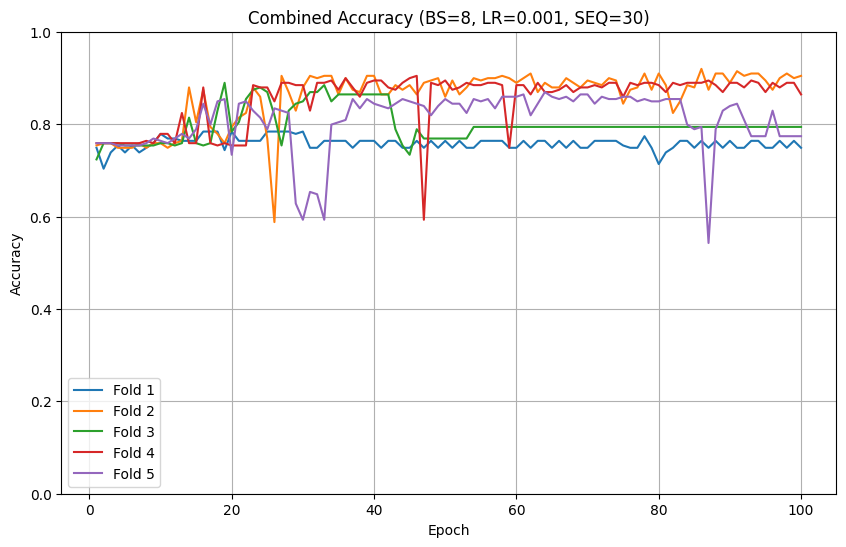 Combined Accuracy (BS=8, LR=0.001, SEQ=30)
1.0
0.8
0.6
0.4
0.2
0.0
Accuracy
Fold 1
Fold 2
Fold 3
Fold 4
Fold 5
0 20 40 60 80 100
Epoch